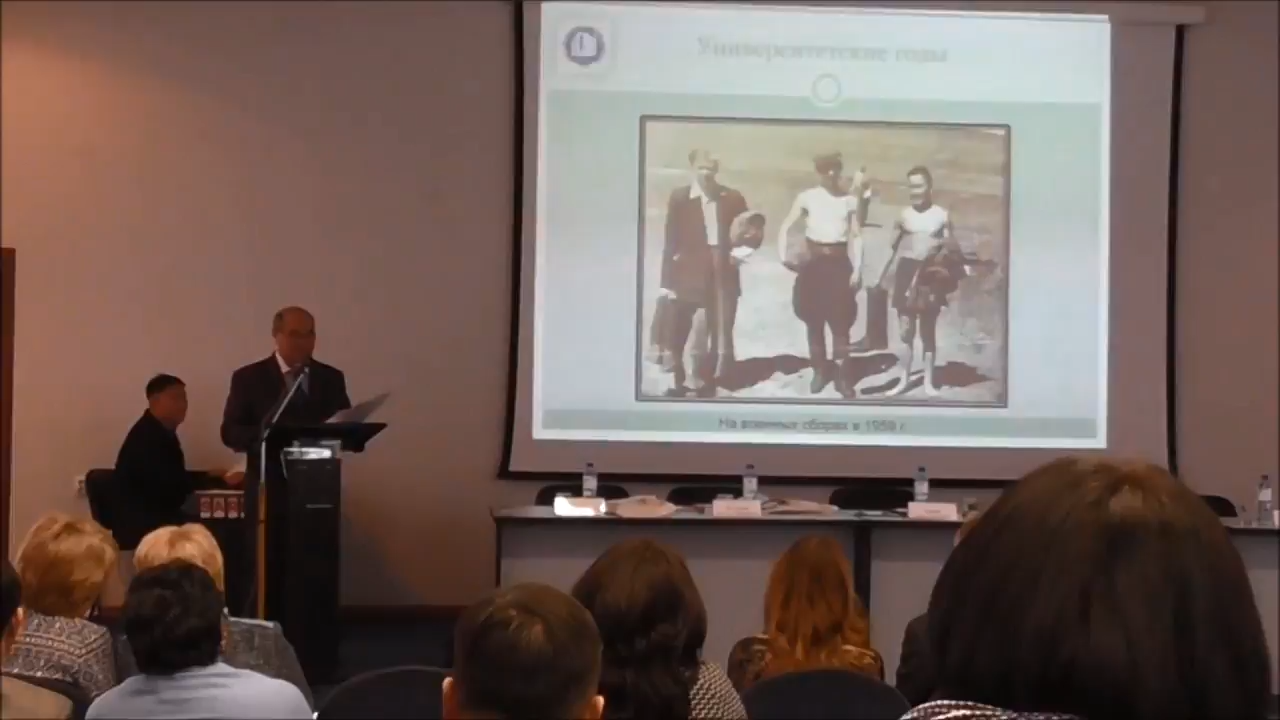 Университетские годы
На военных сборах в 1959 г.